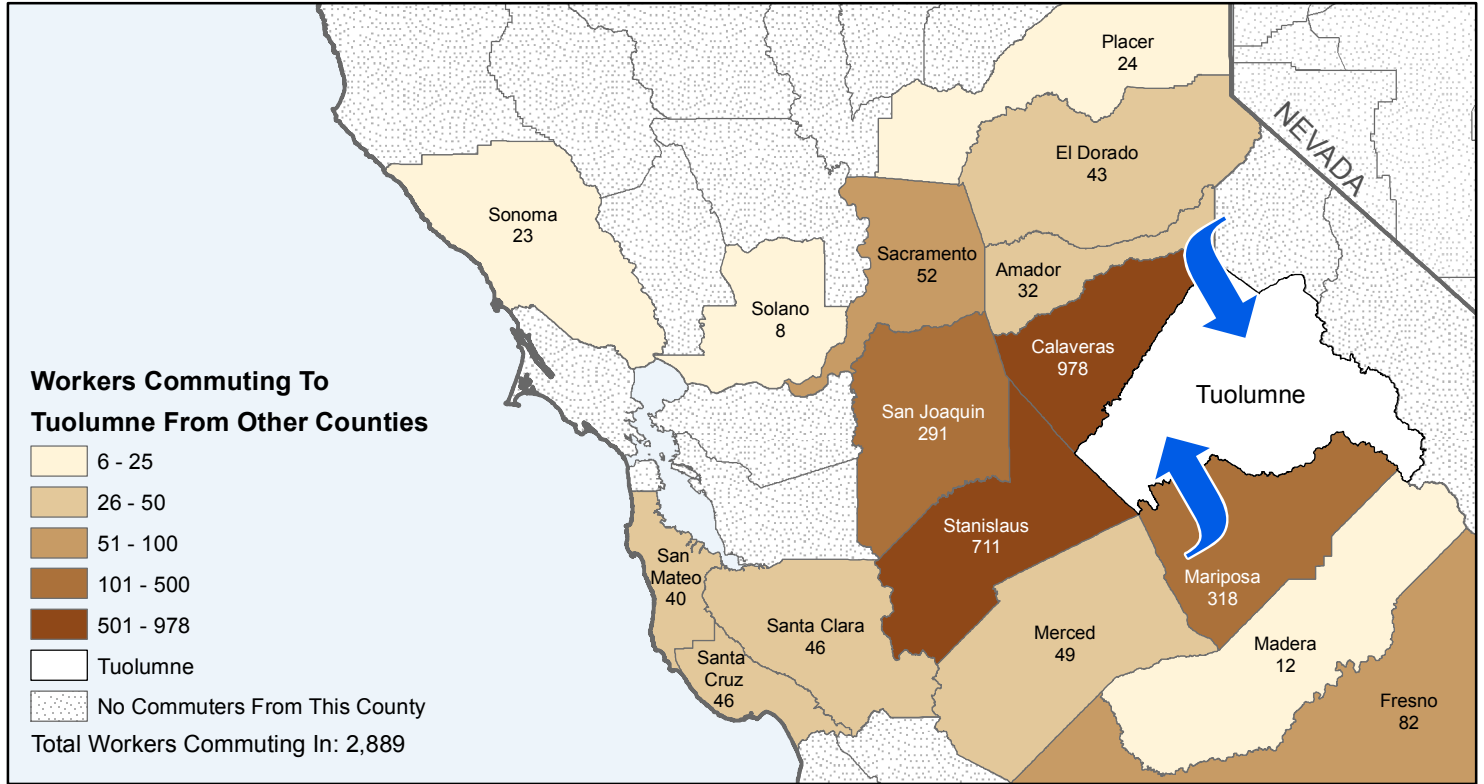 Placer
24
NEVADA
El Dorado
43
Sonoma
23
Sacramento
52
Amador
32
Solano
8
Calaveras
978
Tuolumne
San Joaquin
291
Stanislaus
711
Mariposa
318
San
Mateo
40
Santa Clara
46
Merced
49
Madera
12
Santa
Cruz
46
Fresno
82
Workers Commuting To
Tuolumne From Other Counties
6 - 25
26 - 50
51 - 100
101 - 500
501 - 978
Tuolumne
No Commuters From This County
Total Workers Commuting In: 2,889